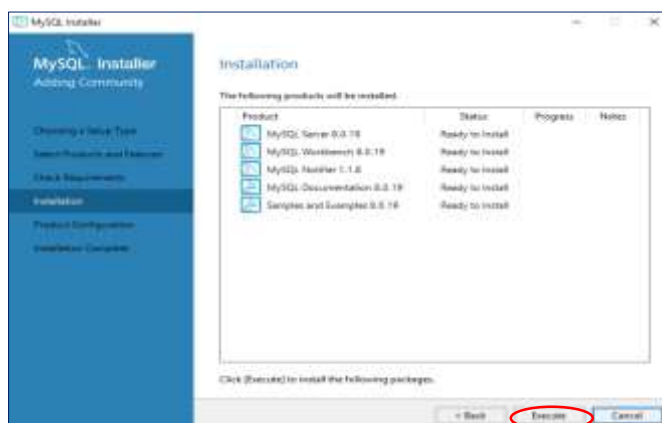 MySQL Installer
MySQL Installer
Adding Community
Choosing a Setup Type
Select Products and Features
Check Requirements
Installation
Product Configuration
Installation Complete
Installation
The following products will be installed.
Product Status Progress Notes
MySQL Server 8.0.19 Ready to Install
MySQL Workbench 8.0.19 Ready to Install
MySQL Notifier 1.1.8 Ready to Install
MySQL Documentation 8.0.19 Ready to Install
Samples and Examples 8.0.19 Ready to Install
Click [Execute] to install the following packages.
< Back Execute Cancel